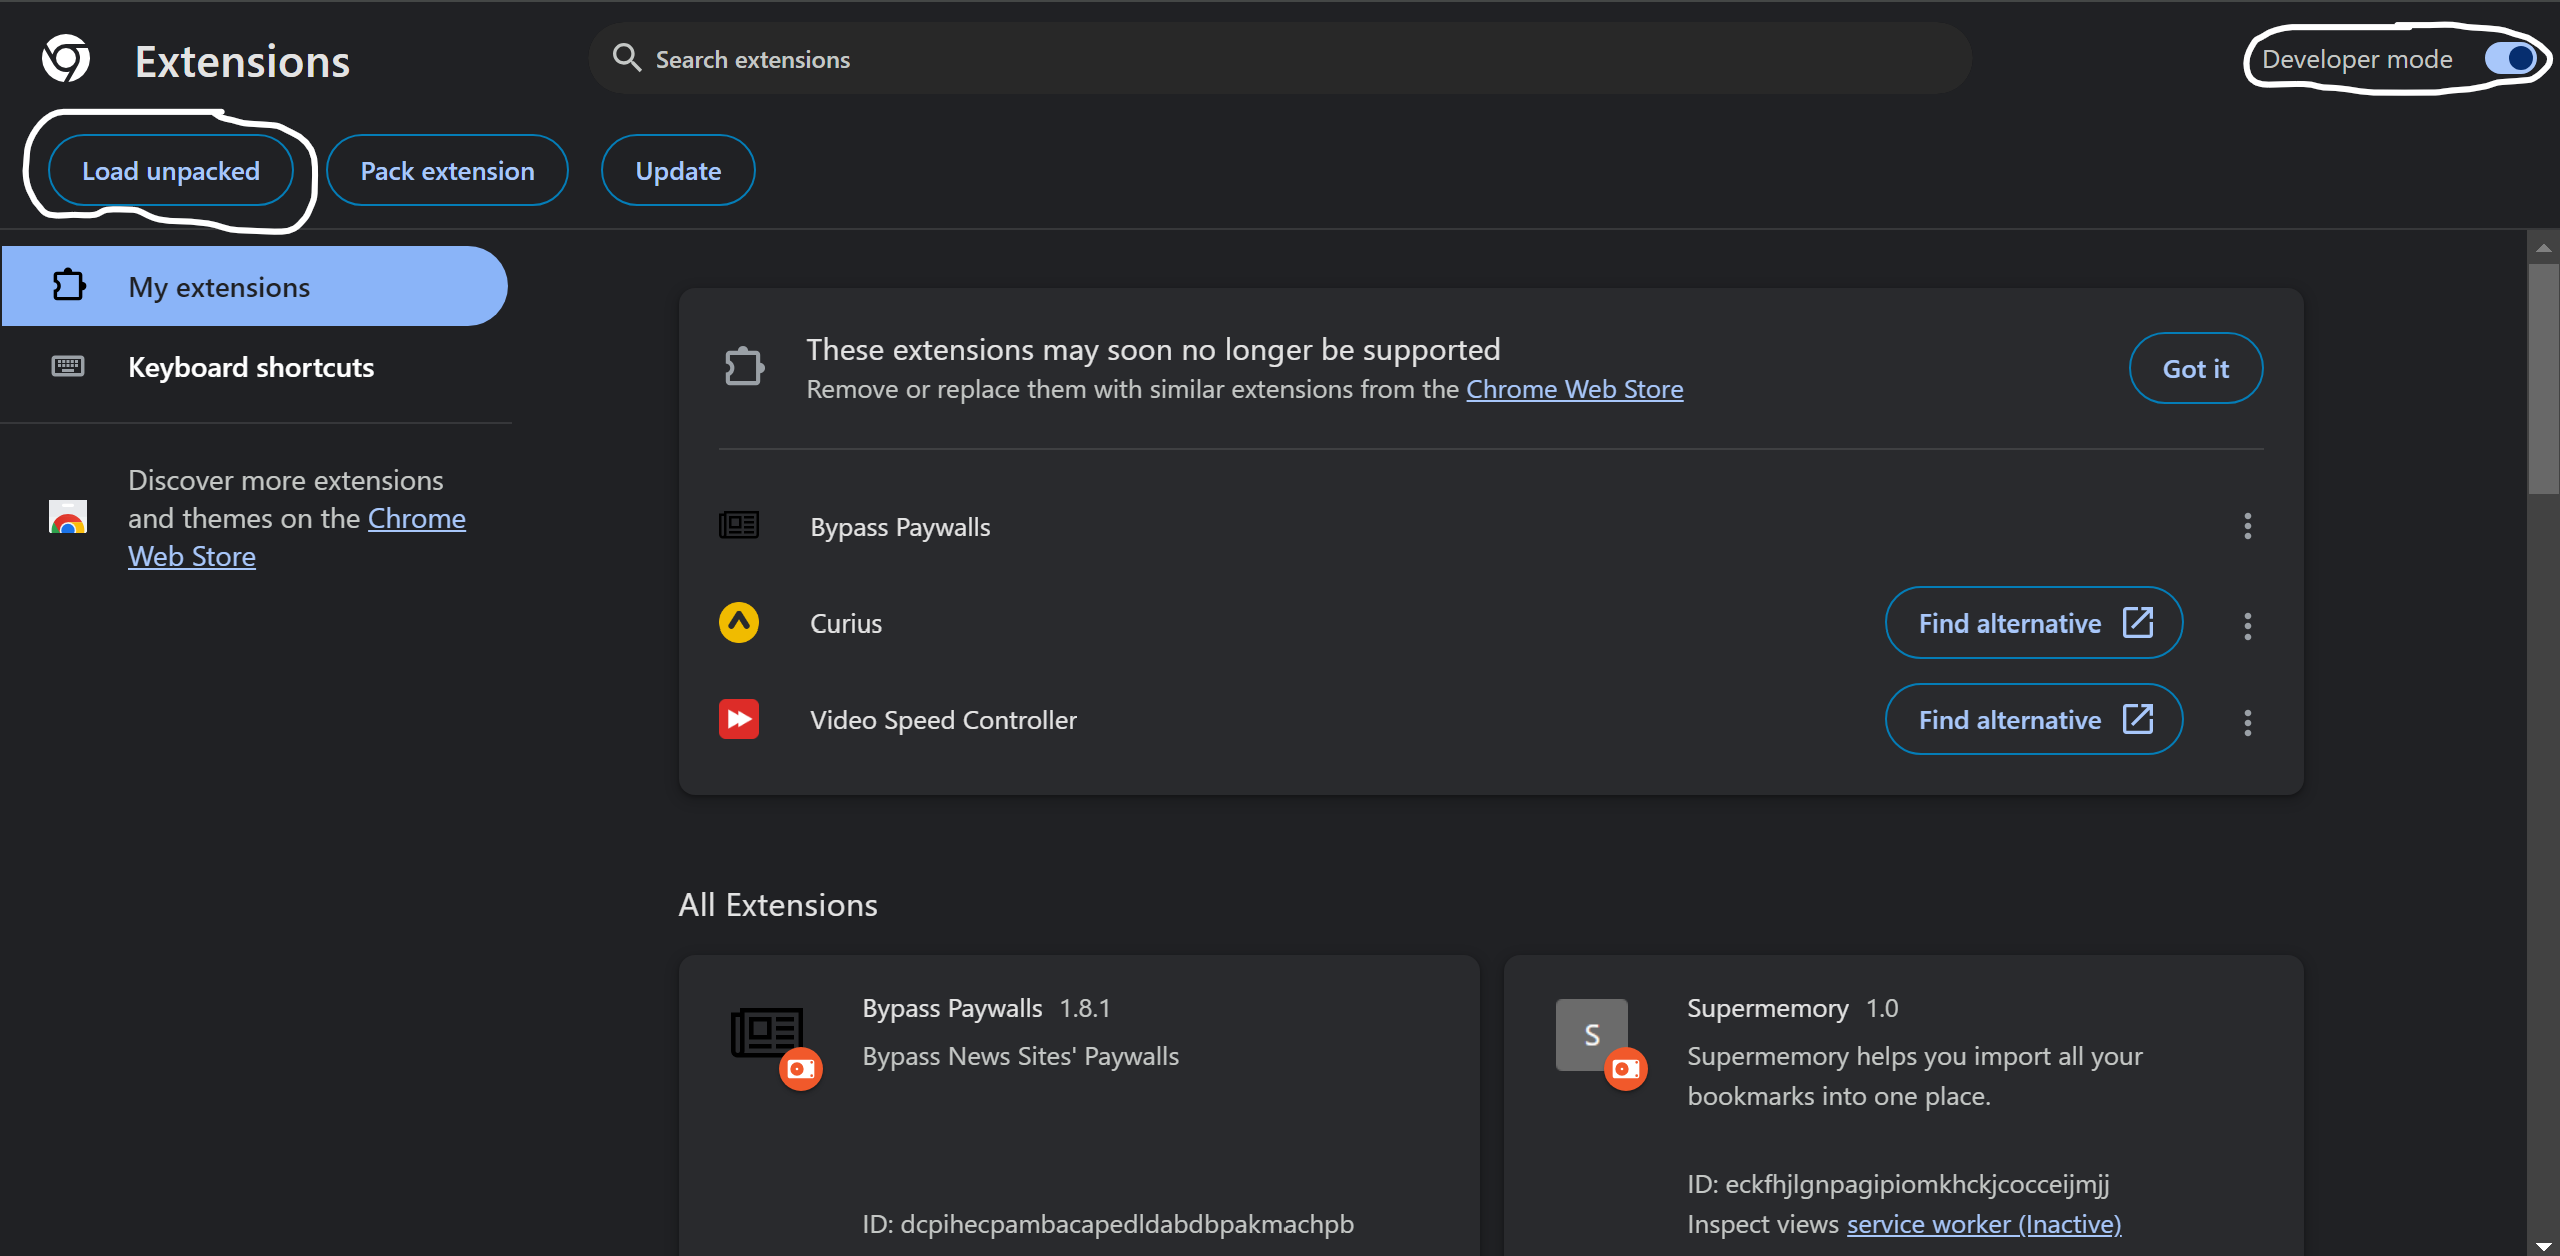 Extensions
Search extensions
Developer mode
Load unpacked
Pack extension
Update
My extensions
Keyboard shortcuts
Discover more extensions
and themes on the Chrome
Web Store
These extensions may soon no longer be supported
Remove or replace them with similar extensions from the Chrome Web Store
Got it
Bypass Paywalls
Curius
Find alternative
Video Speed Controller
Find alternative
All Extensions
Bypass Paywalls 1.8.1
Bypass News Sites' Paywalls
ID: dcpihecpambacapedldabdbpakmachpb
S
Supermemory 1.0
Supermemory helps you import all your
bookmarks into one place.
ID: eckfhjlgnpagipiomkhckjcocceijmjj
Inspect views service worker (Inactive)